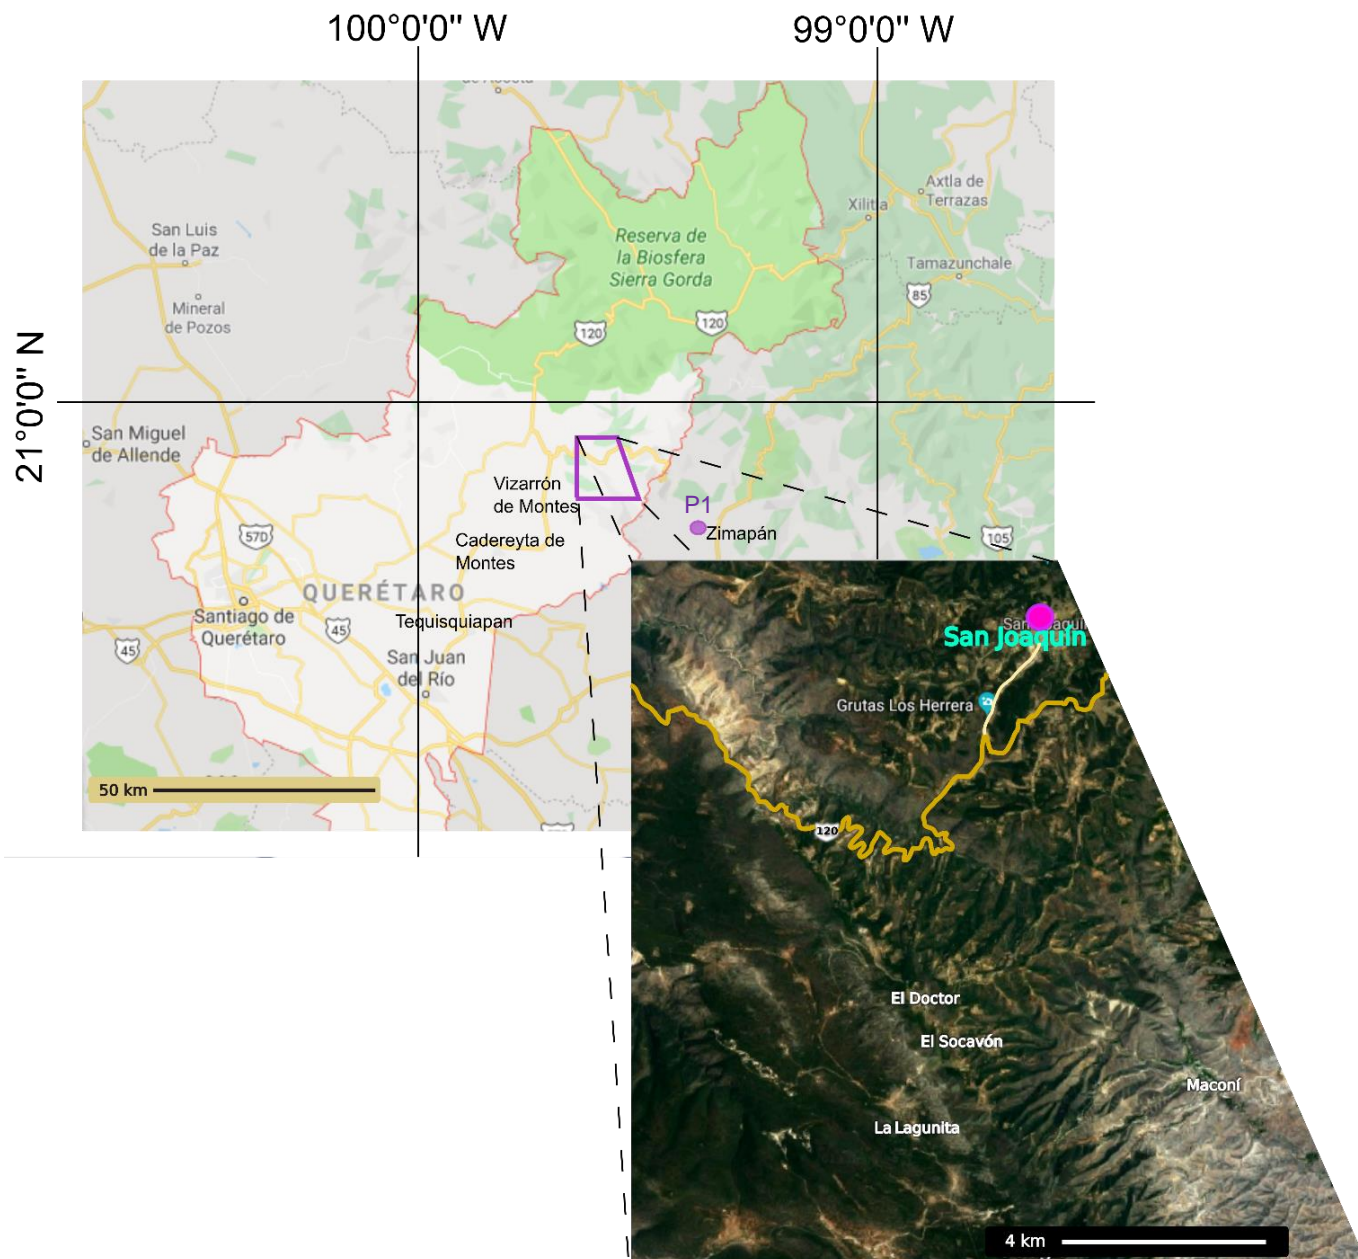 100°0'0" W
99°0'0" W
de Acosta
Axtla de
Terrazas
Xilitla
San Luis
de la Paz
Reserva de
la Biosfera
Sierra Gorda
Tamazunchale
85
Mineral
de Pozos
120
120
21°0'0" N
San Miguel
de Allende
Vizarrón
de Montes
P1
Zimapán
57D
Cadereyta de
Montes
105
QUERÉTARO
Santiago de
Querétaro
45
Tequisquiapan
45
San Juan
del Río
San Joaquín
Grutas Los Herrera
50 km
120
El Doctor
El Socavón
Maconí
La Lagunita
4 km